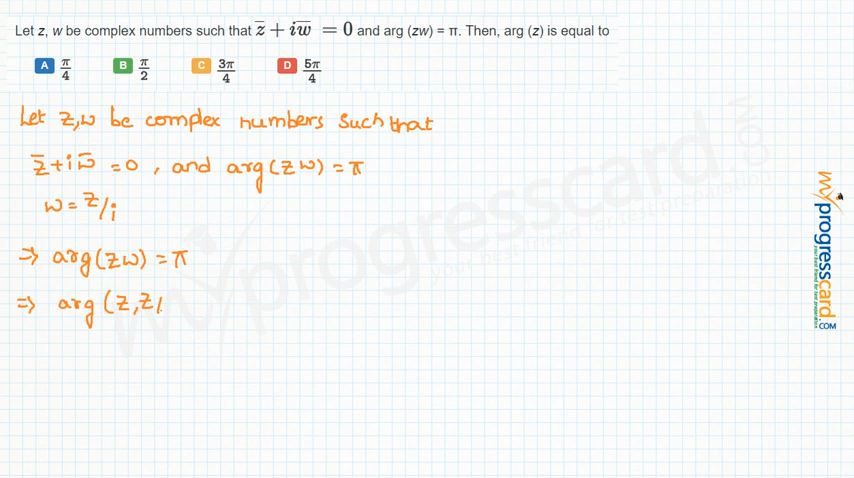 Let z, w be complex numbers such that z̅ + iw̅ = 0 and arg (zw) = π. Then, arg (z) is equal to
A π/4 B π/2 C 3π/4 D 5π/4
Let z,w be complex numbers such that
z̅ + i w̅ = 0 , and arg(zw) = π
w = z/i
⇒ arg(zw) = π
⇒ arg(z,z/
myprogresscard
.COM